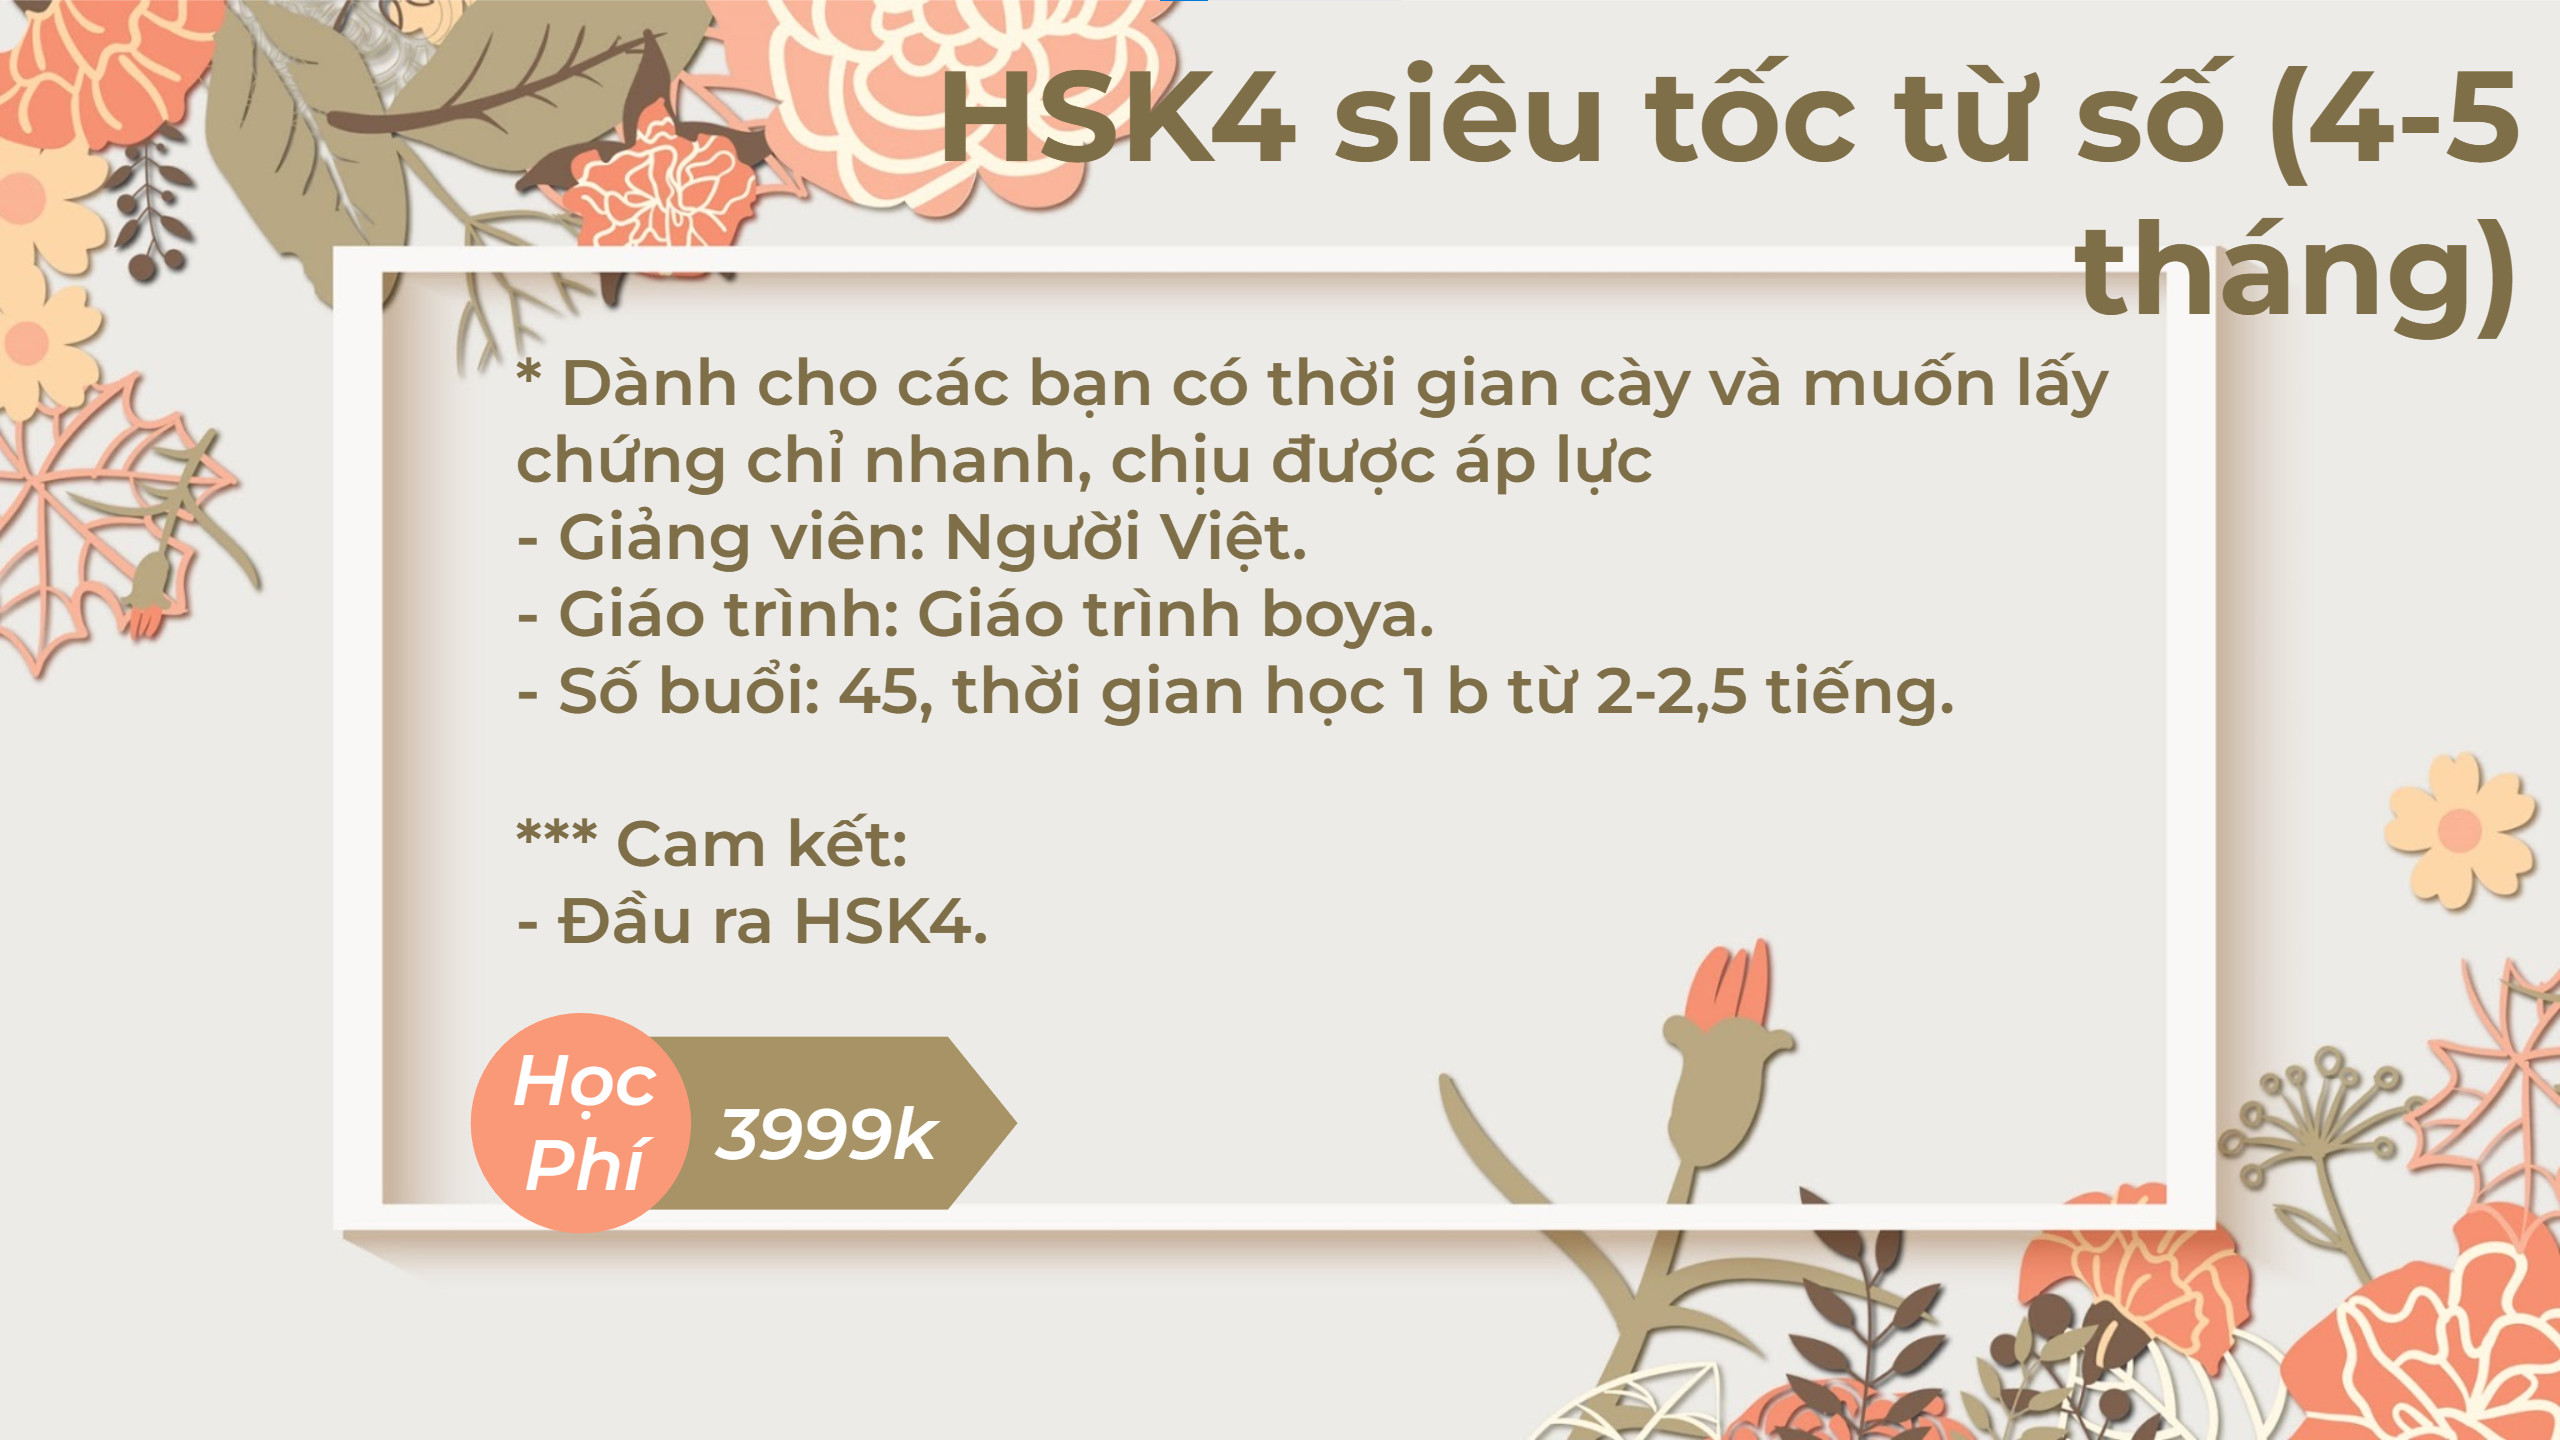 HSK4 siêu tốc từ số (4-5
tháng)
* Dành cho các bạn có thời gian cày và muốn lấy
chứng chỉ nhanh, chịu được áp lực
- Giảng viên: Người Việt.
- Giáo trình: Giáo trình boya.
- Số buổi: 45, thời gian học 1 b từ 2-2,5 tiếng.
*** Cam kết:
- Đầu ra HSK4.
Học
Phí
3999k